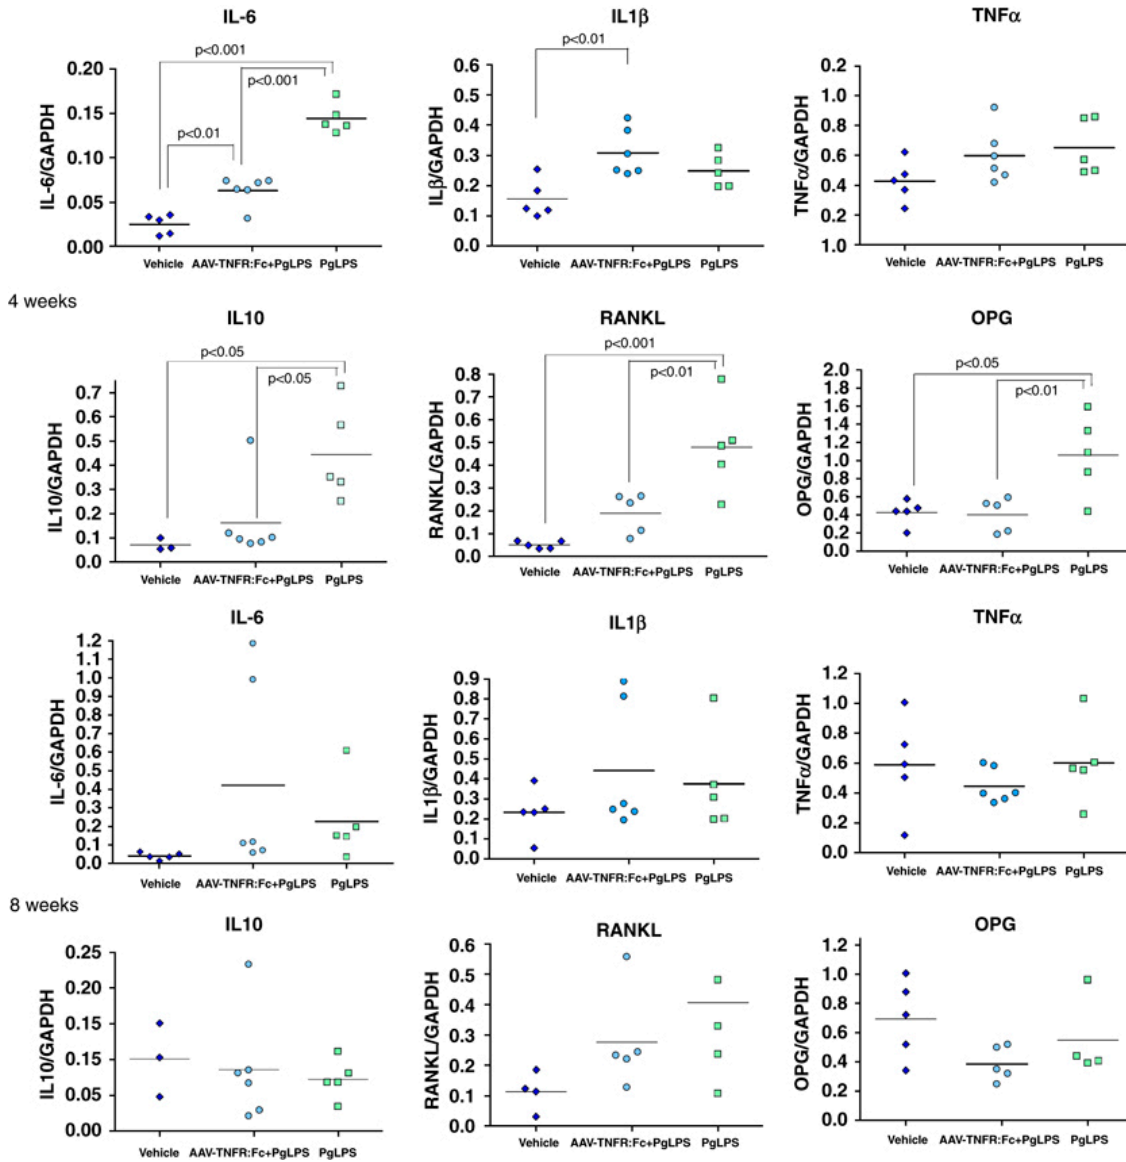 IL-6
p<0.001
p<0.001
p<0.01
IL-6/GAPDH
0.20
0.15
0.10
0.05
0.00
Vehicle AAV-TNFR:Fc+PgLPS PgLPS
IL1β
p<0.01
ILβ/GAPDH
0.6
0.5
0.4
0.3
0.2
0.1
0.0
Vehicle AAV-TNFR:Fc+PgLPS PgLPS
TNFα
TNFα/GAPDH
0.2
1.0
0.8
0.6
0.4
0.2
1.0
Vehicle AAV-TNFR:Fc+PgLPS PgLPS
4 weeks
IL10
p<0.05
p<0.05
IL10/GAPDH
0.7
0.6
0.5
0.4
0.3
0.2
0.1
0.0
Vehicle AAV-TNFR:Fc+PgLPS PgLPS
RANKL
p<0.001
p<0.01
RANKL/GAPDH
0.8
0.7
0.6
0.5
0.4
0.3
0.2
0.1
0.0
Vehicle AAV-TNFR:Fc+PgLPS PgLPS
OPG
p<0.05
p<0.01
OPG/GAPDH
2.0
1.8
1.6
1.4
1.2
1.0
0.8
0.6
0.4
0.2
0.0
Vehicle AAV-TNFR:Fc+PgLPS PgLPS
IL-6
IL-6/GAPDH
1.2
1.1
1.0
0.9
0.8
0.7
0.6
0.5
0.4
0.3
0.2
0.1
0.0
Vehicle AAV-TNFR:Fc+PgLPS PgLPS
IL1β
IL1β/GAPDH
0.9
0.8
0.7
0.6
0.5
0.4
0.3
0.2
0.1
0.0
Vehicle AAV-TNFR:Fc+PgLPS PgLPS
TNFα
TNFα/GAPDH
1.2
1.0
0.8
0.6
0.4
0.2
0.0
Vehicle AAV-TNFR:Fc+PgLPS PgLPS
8 weeks
IL10
IL10/GAPDH
0.25
0.20
0.15
0.10
0.05
0.00
Vehicle AAV-TNFR:Fc+PgLPS PgLPS
RANKL
RANKL/GAPDH
0.6
0.5
0.4
0.3
0.2
0.1
0.0
Vehicle AAV-TNFR:Fc+PgLPS PgLPS
OPG
OPG/GAPDH
1.2
1.0
0.8
0.6
0.4
0.2
0.0
Vehicle AAV-TNFR:Fc+PgLPS PgLPS